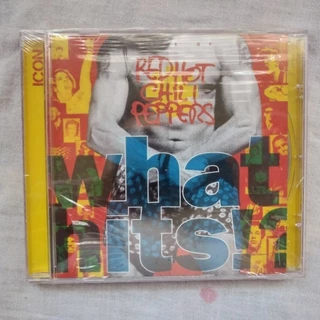 ICON
RED HOT
CHILI
PEPPERS
what
hits!?